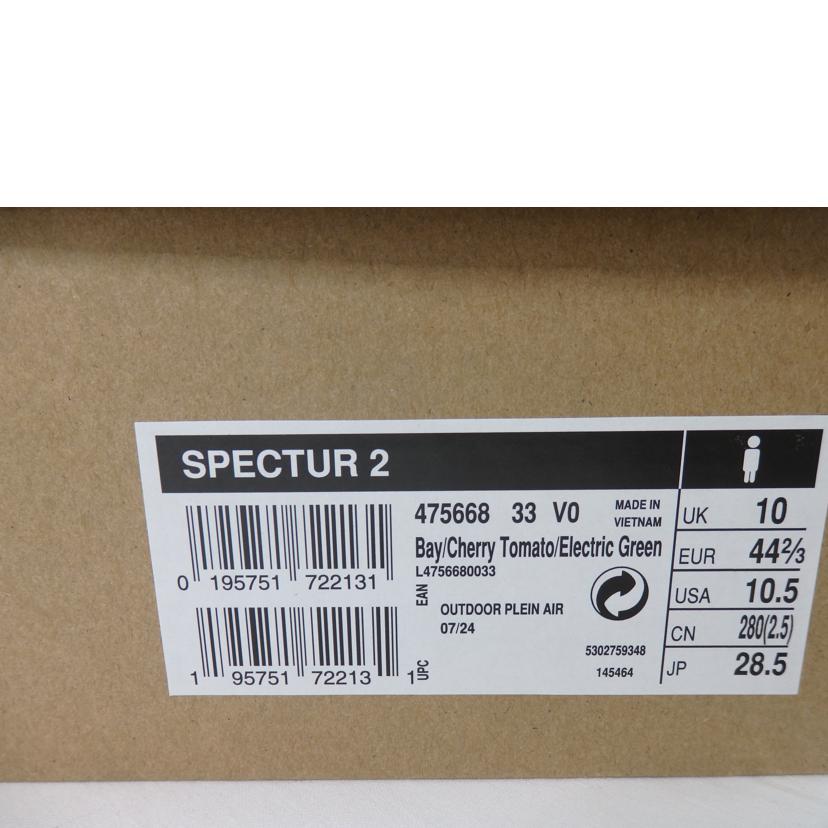 SPECTUR 2
475668 33 V0
MADE IN
VIETNAM
Bay/Cherry Tomato/Electric Green
L4756680033
0 195751 722131
EAN
OUTDOOR PLEIN AIR
07/24
5302759348
145464
1 95751 72213 1
UPC
UK 10
EUR 44⅔
USA 10.5
CN 280(2.5)
JP 28.5